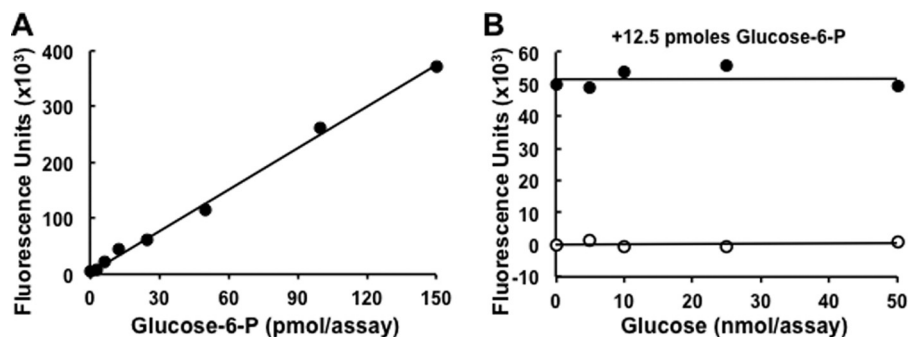 A
Fluorescence Units (x10³)
400
300
200
100
0
0 30 60 90 120 150
Glucose-6-P (pmol/assay)
B
+12.5 pmoles Glucose-6-P
Fluorescence Units (x10³)
60
50
40
30
20
10
0
-10
0 10 20 30 40 50
Glucose (nmol/assay)